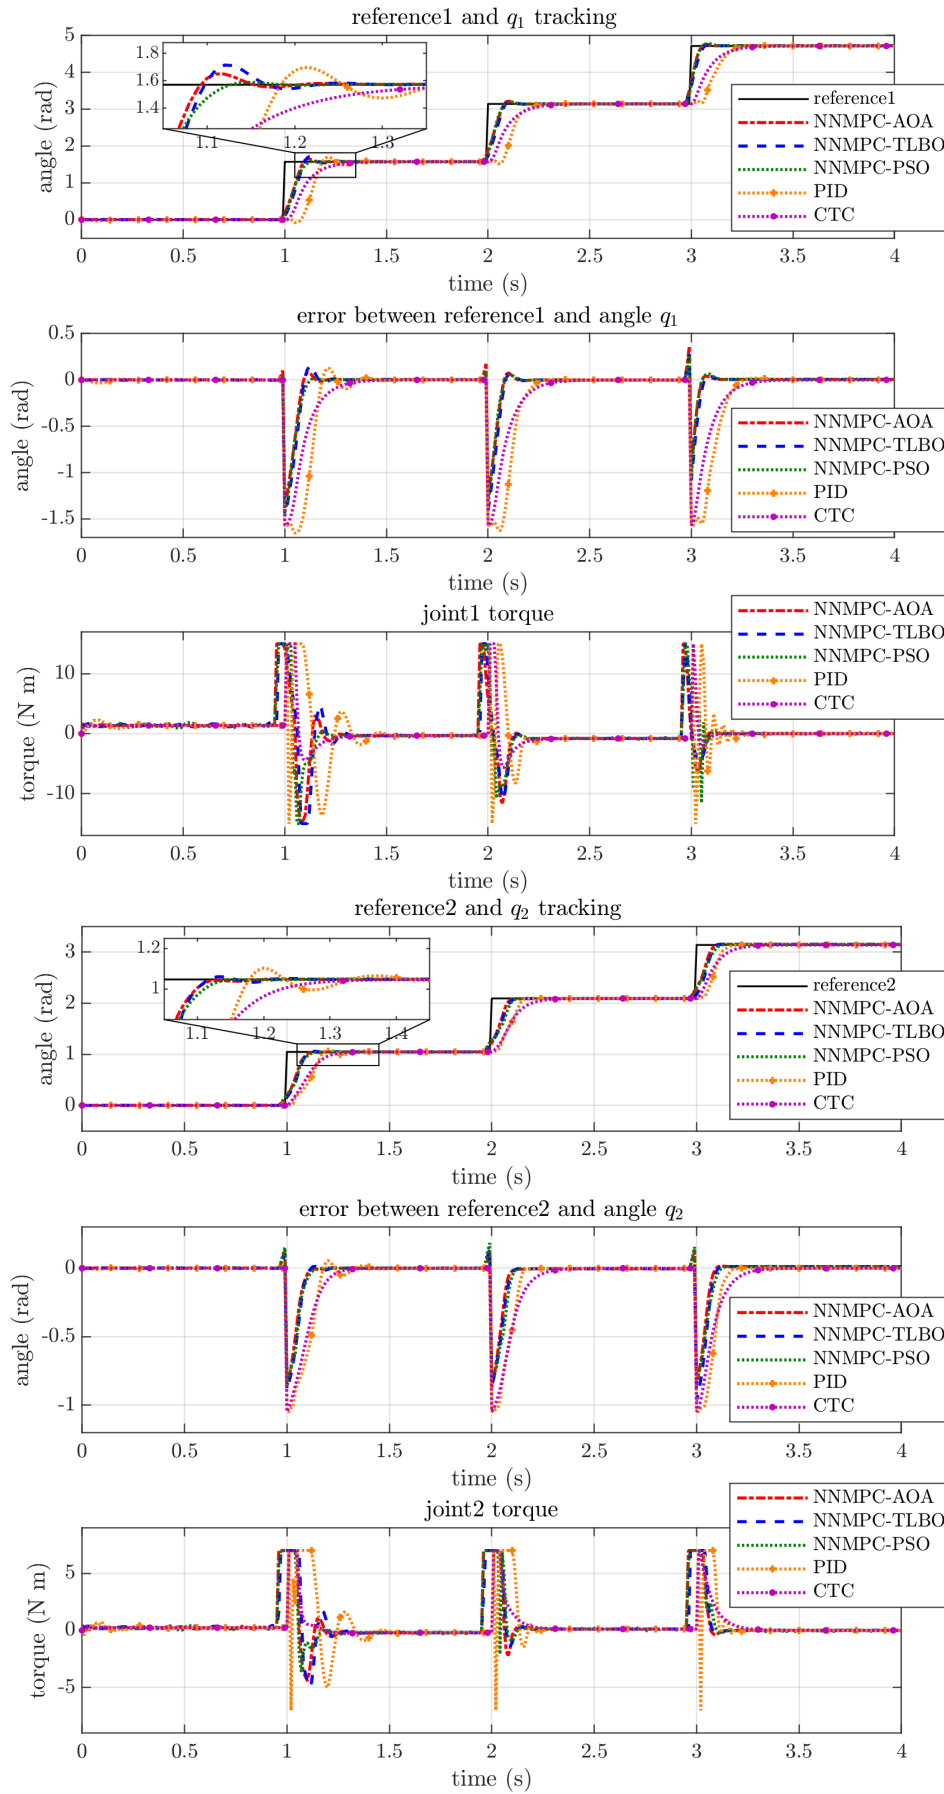 reference1 and q1 tracking
5
4
3
2
1
0
angle (rad)
1.8
1.6
1.4
1.1
1.2
1.3
reference1
NNMPC-AOA
NNMPC-TLBO
NNMPC-PSO
PID
CTC
0 0.5 1 1.5 2 2.5 3 3.5 4
time (s)
error between reference1 and angle q1
0.5
0
-0.5
-1
-1.5
angle (rad)
NNMPC-AOA
NNMPC-TLBO
NNMPC-PSO
PID
CTC
0 0.5 1 1.5 2 2.5 3 3.5 4
time (s)
joint1 torque
10
0
-10
torque (N m)
NNMPC-AOA
NNMPC-TLBO
NNMPC-PSO
PID
CTC
0 0.5 1 1.5 2 2.5 3 3.5 4
time (s)
reference2 and q2 tracking
3
2
1
0
angle (rad)
1.2
1
1.1
1.2
1.3
1.4
reference2
NNMPC-AOA
NNMPC-TLBO
NNMPC-PSO
PID
CTC
0 0.5 1 1.5 2 2.5 3 3.5 4
time (s)
error between reference2 and angle q2
0
-0.5
-1
angle (rad)
NNMPC-AOA
NNMPC-TLBO
NNMPC-PSO
PID
CTC
0 0.5 1 1.5 2 2.5 3 3.5 4
time (s)
joint2 torque
5
0
-5
torque (N m)
NNMPC-AOA
NNMPC-TLBO
NNMPC-PSO
PID
CTC
0 0.5 1 1.5 2 2.5 3 3.5 4
time (s)